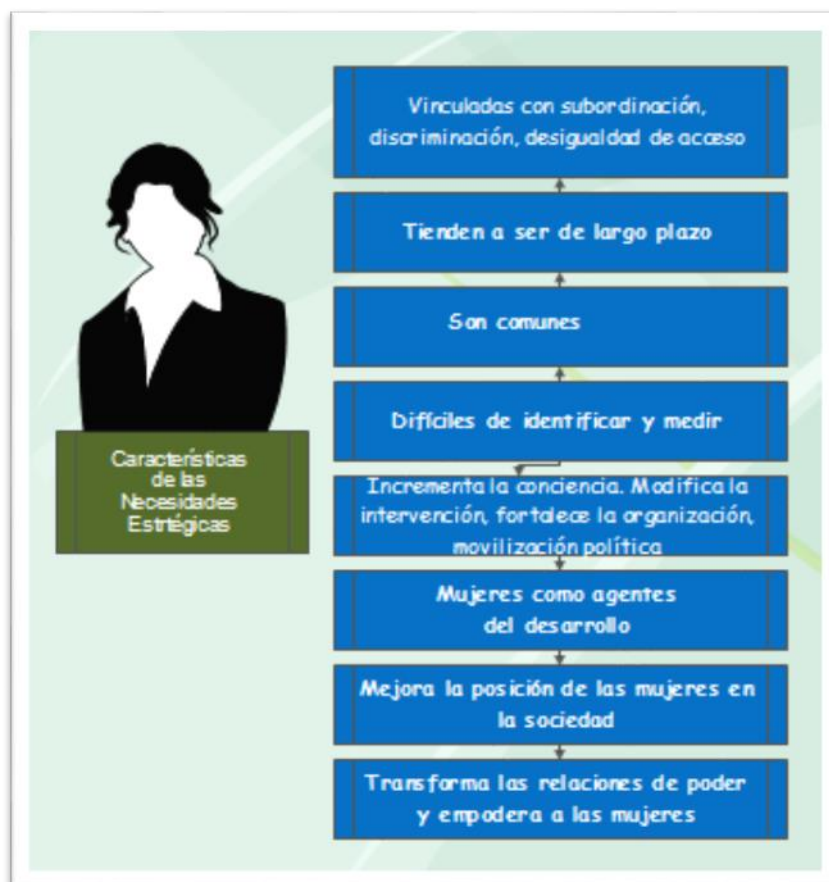 Vinculadas con subordinación,
discriminación, desigualdad de acceso
Tienden a ser de largo plazo
Son comunes
Difíciles de identificar y medir
Características
de las
Necesidades
Estrtégicas
Incrementa la conciencia. Modifica la
intervención, fortalece la organización,
movilización política
Mujeres como agentes
del desarrollo
Mejora la posición de las mujeres en
la sociedad
Transforma las relaciones de poder
y empodera a las mujeres